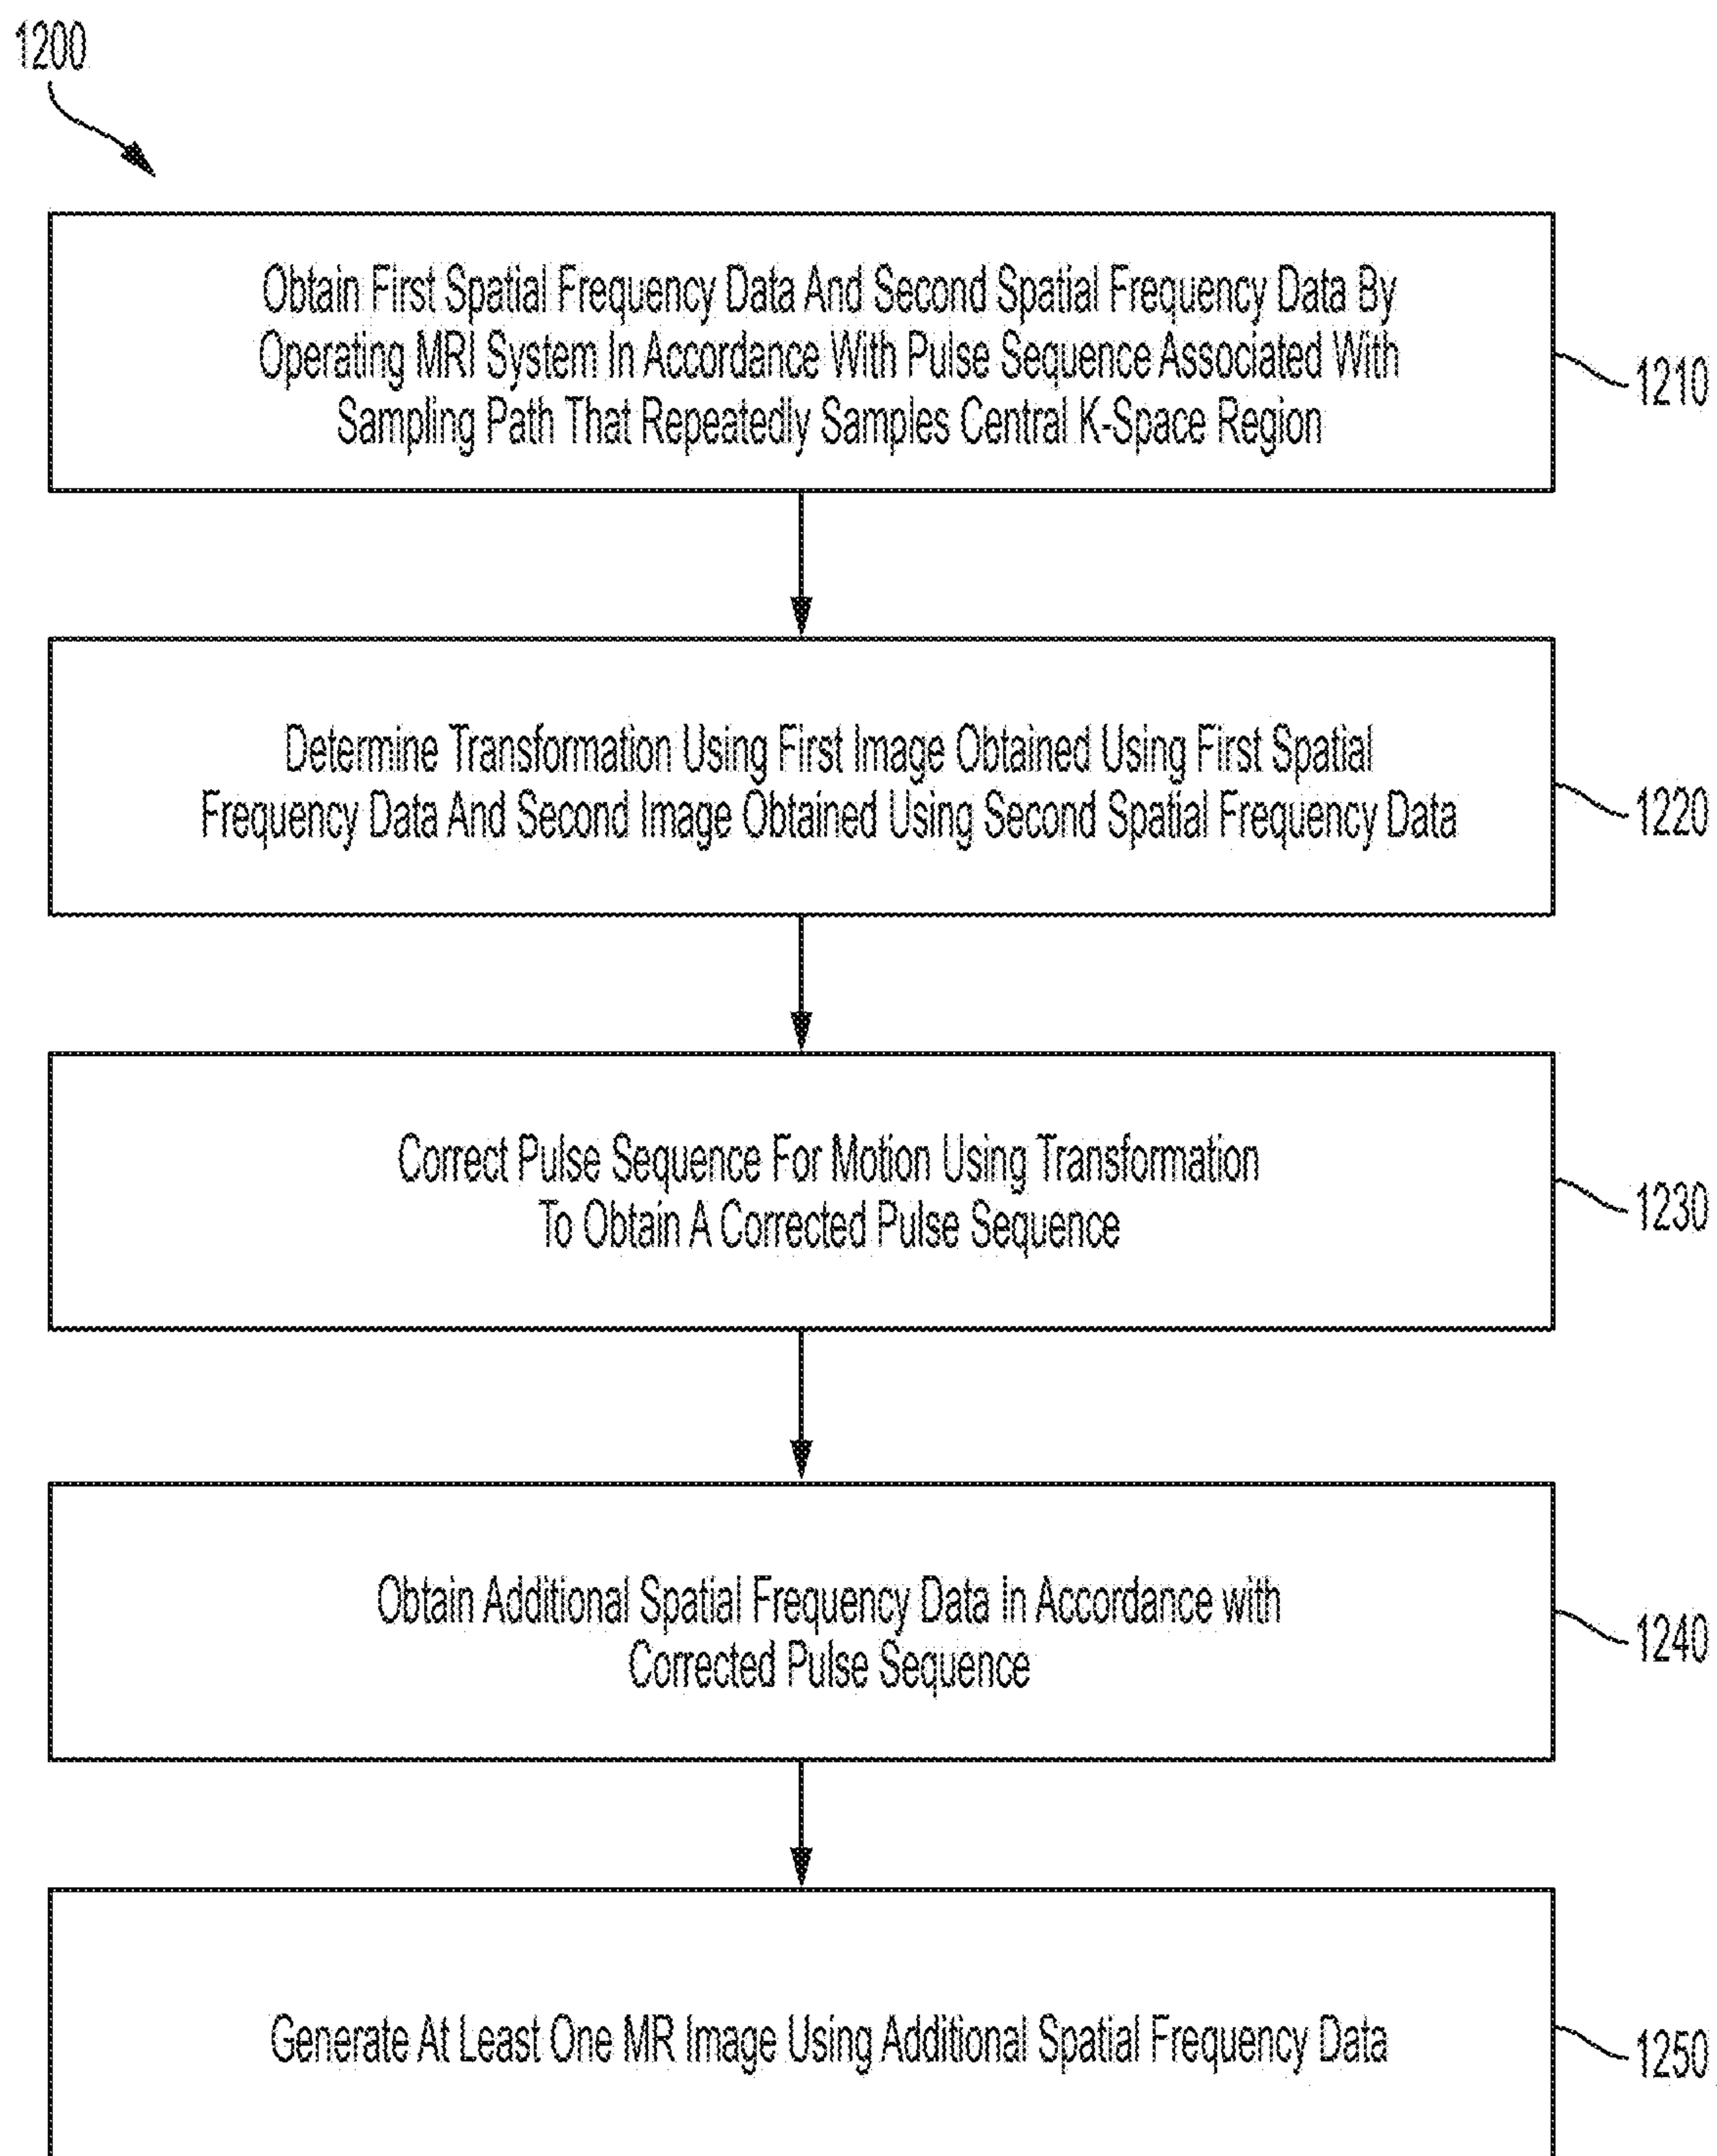 1200
Obtain First Spatial Frequency Data And Second Spatial Frequency Data By
Operating MRI System In Accordance With Pulse Sequence Associated With
Sampling Path That Repeatedly Samples Central K-Space Region
1210
Determine Transformation Using First Image Obtained Using First Spatial
Frequency Data And Second Image Obtained Using Second Spatial Frequency Data
1220
Correct Pulse Sequence For Motion Using Transformation
To Obtain A Corrected Pulse Sequence
1230
Obtain Additional Spatial Frequency Data In Accordance with
Corrected Pulse Sequence
1240
Generate At Least One MR Image Using Additional Spatial Frequency Data
1250